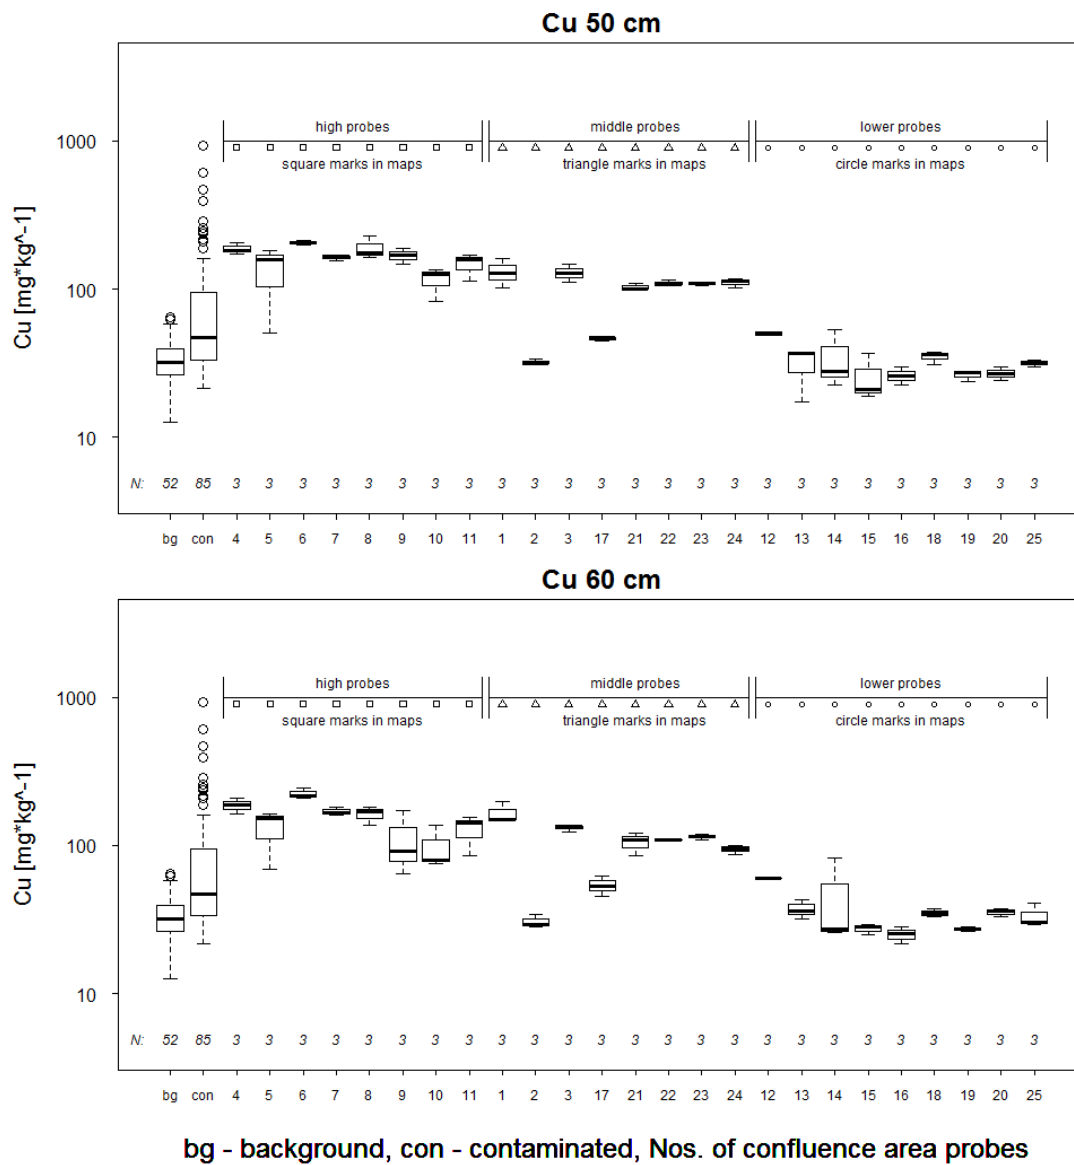 Cu 50 cm
high probes
middle probes
lower probes
square marks in maps
triangle marks in maps
circle marks in maps
Cu [mg*kg^-1]
1000
100
10
N: 52 85 3 3 3 3 3 3 3 3 3 3 3 3 3 3 3 3 3 3 3 3 3 3 3 3 3
bg con 4 5 6 7 8 9 10 11 1 2 3 17 21 22 23 24 12 13 14 15 16 18 19 20 25
Cu 60 cm
high probes
middle probes
lower probes
square marks in maps
triangle marks in maps
circle marks in maps
Cu [mg*kg^-1]
1000
100
10
N: 52 85 3 3 3 3 3 3 3 3 3 3 3 3 3 3 3 3 3 3 3 3 3 3 3 3 3
bg con 4 5 6 7 8 9 10 11 1 2 3 17 21 22 23 24 12 13 14 15 16 18 19 20 25
bg - background, con - contaminated, Nos. of confluence area probes